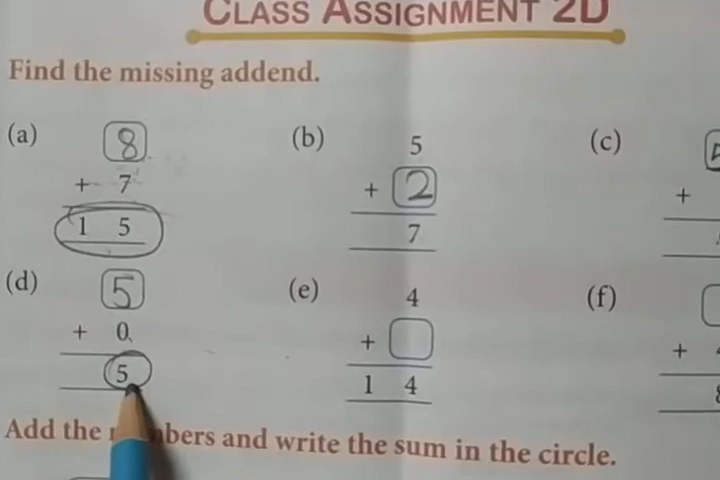 CLASS ASSIGNMENT 2D
Find the missing addend.
(a) 8
+ 7
1 5
(b) 5
+ 2
7
(c)
+
(d) 5
+ 0
5
(e) 4
+
1 4
(f)
+
Add the numbers and write the sum in the circle.